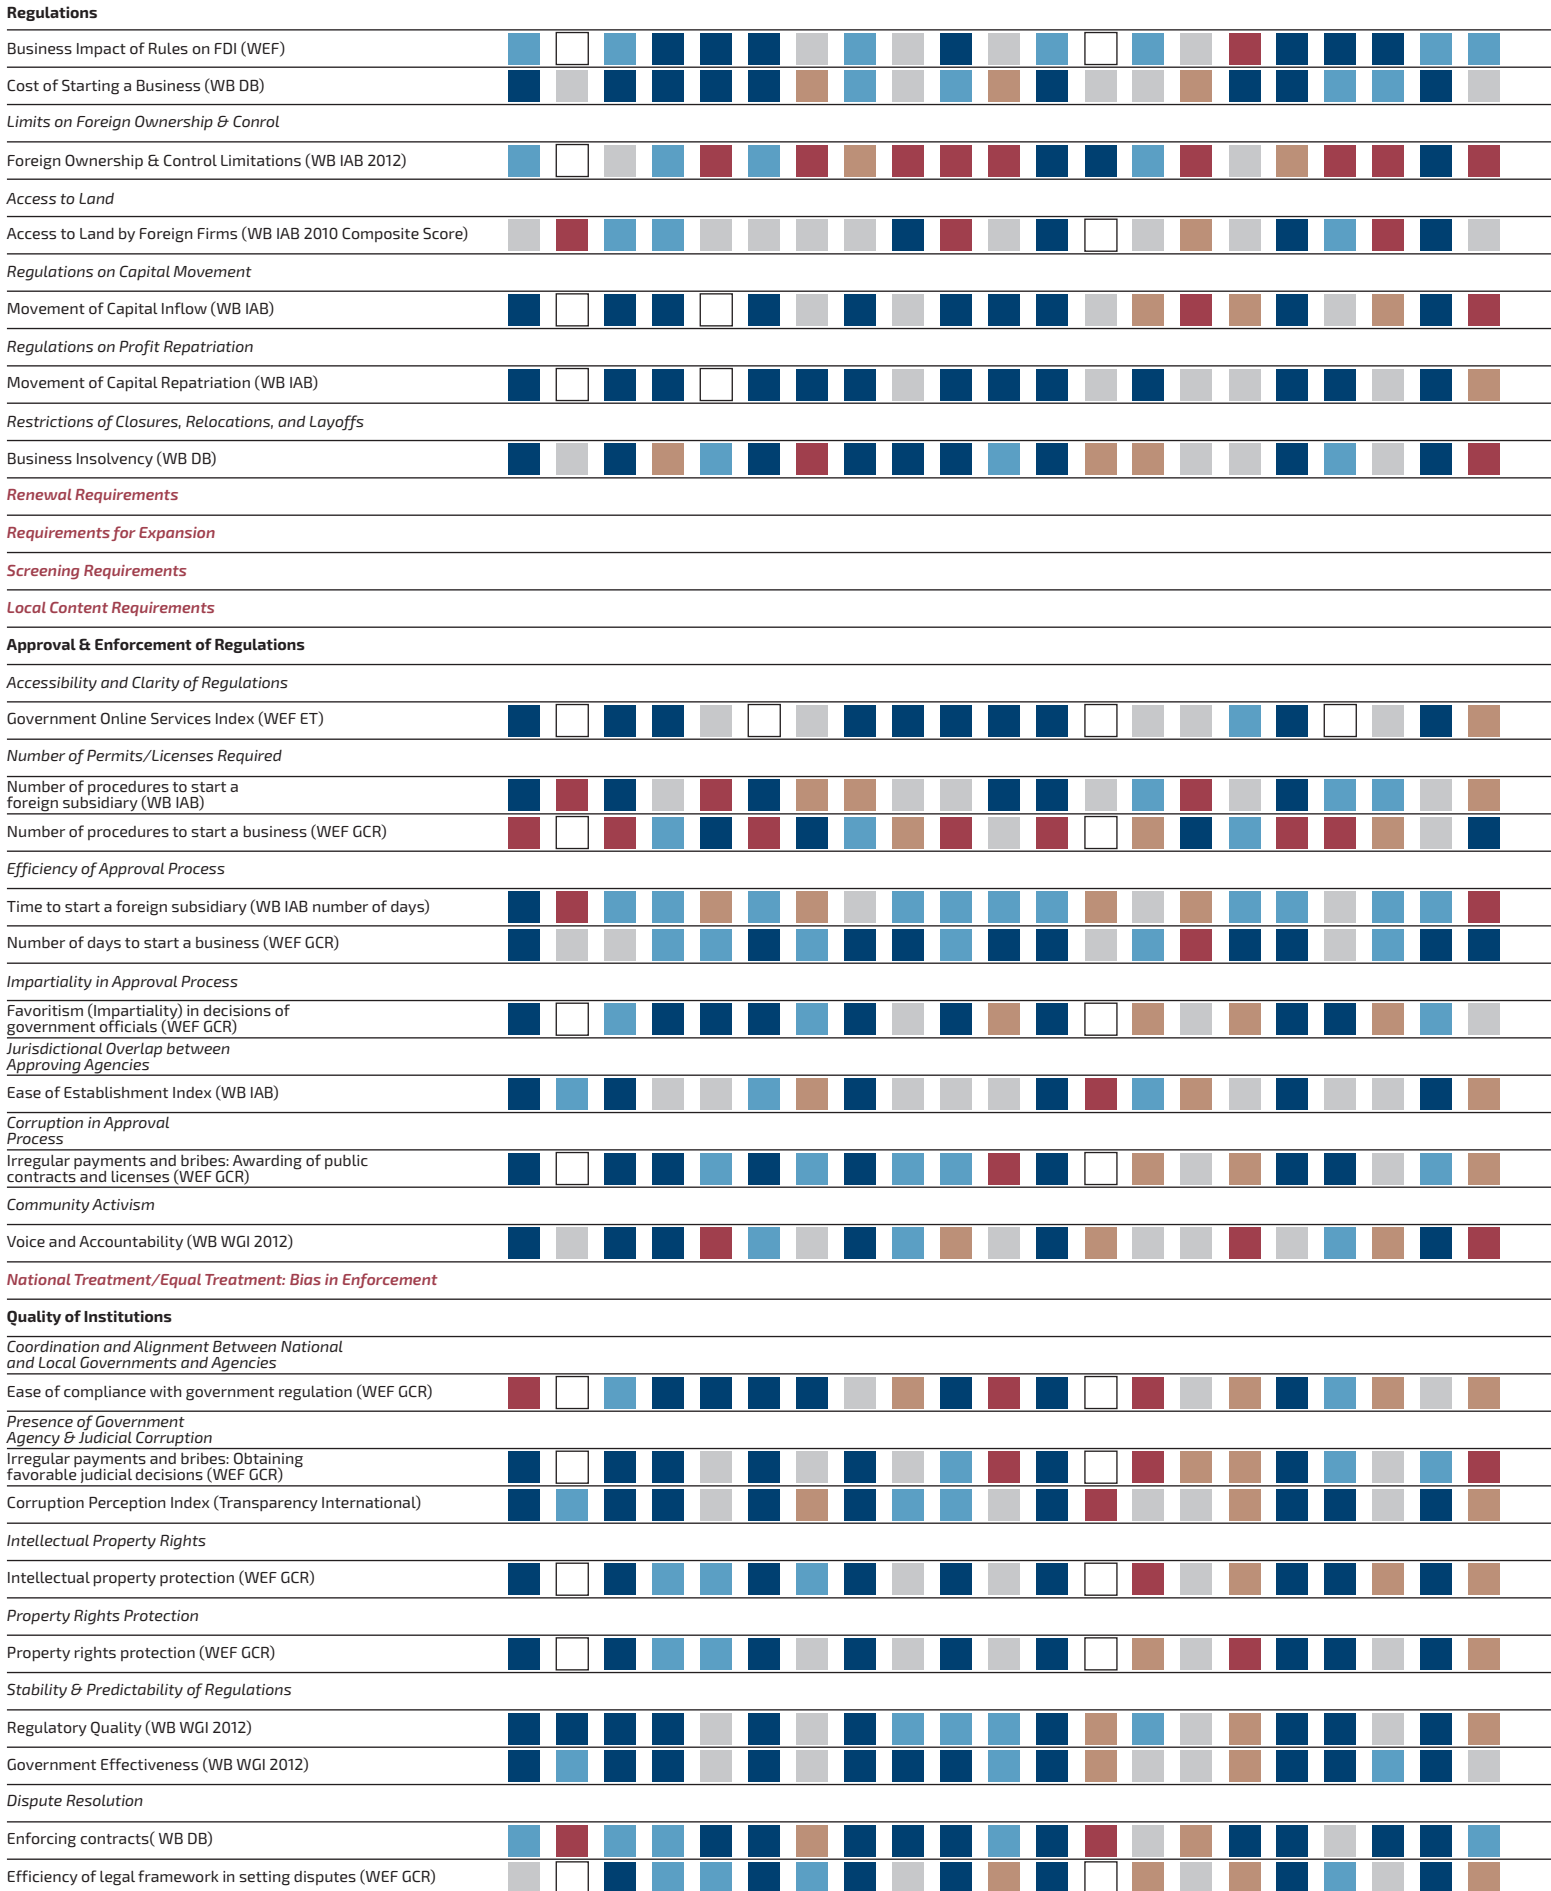 Regulations
Business Impact of Rules on FDI (WEF)
Cost of Starting a Business (WB DB)
Limits on Foreign Ownership & Conrol
Foreign Ownership & Control Limitations (WB IAB 2012)
Access to Land
Access to Land by Foreign Firms (WB IAB 2010 Composite Score)
Regulations on Capital Movement
Movement of Capital Inflow (WB IAB)
Regulations on Profit Repatriation
Movement of Capital Repatriation (WB IAB)
Restrictions of Closures, Relocations, and Layoffs
Business Insolvency (WB DB)
Renewal Requirements
Requirements for Expansion
Screening Requirements
Local Content Requirements
Approval & Enforcement of Regulations
Accessibility and Clarity of Regulations
Government Online Services Index (WEF ET)
Number of Permits/Licenses Required
Number of procedures to start a
foreign subsidiary (WB IAB)
Number of procedures to start a business (WEF GCR)
Efficiency of Approval Process
Time to start a foreign subsidiary (WB IAB number of days)
Number of days to start a business (WEF GCR)
Impartiality in Approval Process
Favoritism (Impartiality) in decisions of
government officials (WEF GCR)
Jurisdictional Overlap between
Approving Agencies
Ease of Establishment Index (WB IAB)
Corruption in Approval
Process
Irregular payments and bribes: Awarding of public
contracts and licenses (WEF GCR)
Community Activism
Voice and Accountability (WB WGI 2012)
National Treatment/Equal Treatment: Bias in Enforcement
Quality of Institutions
Coordination and Alignment Between National
and Local Governments and Agencies
Ease of compliance with government regulation (WEF GCR)
Presence of Government
Agency & Judicial Corruption
Irregular payments and bribes: Obtaining
favorable judicial decisions (WEF GCR)
Corruption Perception Index (Transparency International)
Intellectual Property Rights
Intellectual property protection (WEF GCR)
Property Rights Protection
Property rights protection (WEF GCR)
Stability & Predictability of Regulations
Regulatory Quality (WB WGI 2012)
Government Effectiveness (WB WGI 2012)
Dispute Resolution
Enforcing contracts( WB DB)
Efficiency of legal framework in setting disputes (WEF GCR)